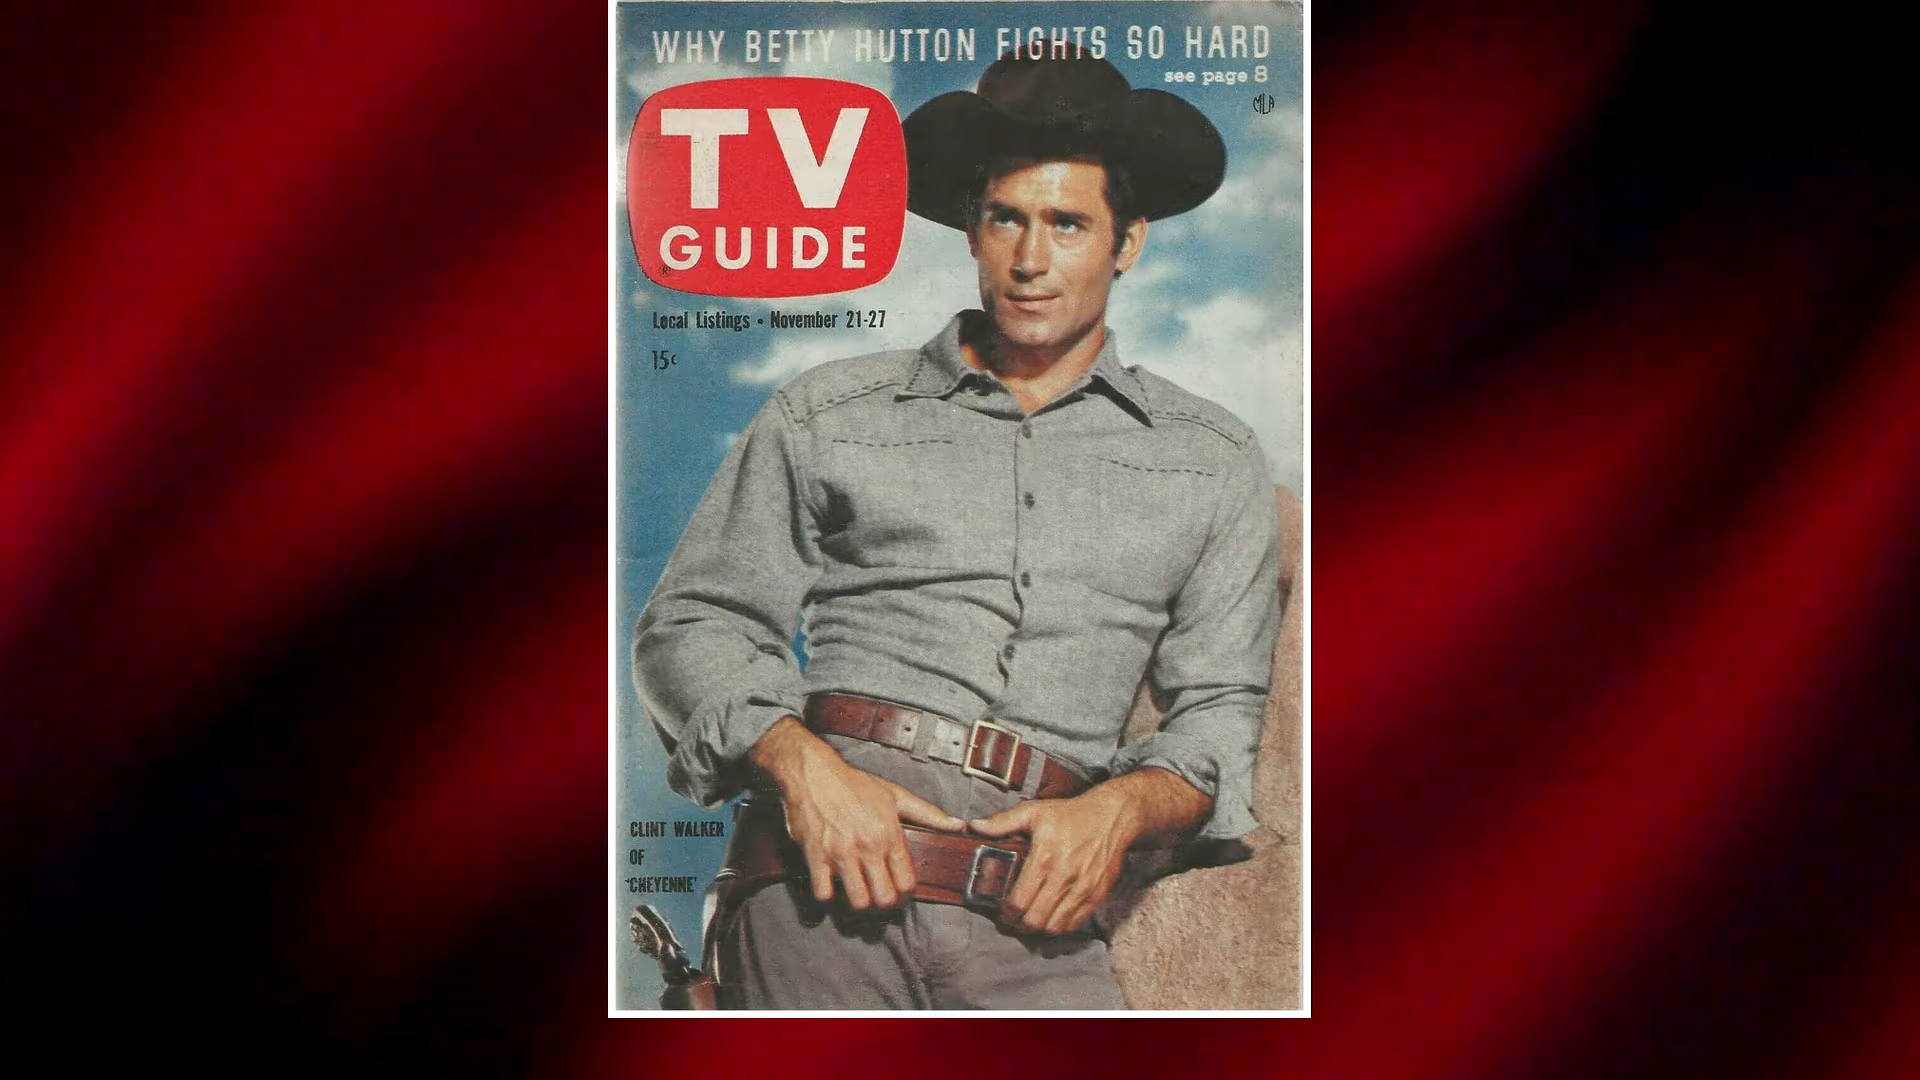 WHY BETTY HUTTON FIGHTS SO HARD
see page 8
MLA
TV
GUIDE
®
Local Listings • November 21-27
15¢
CLINT WALKER
OF
'CHEYENNE'